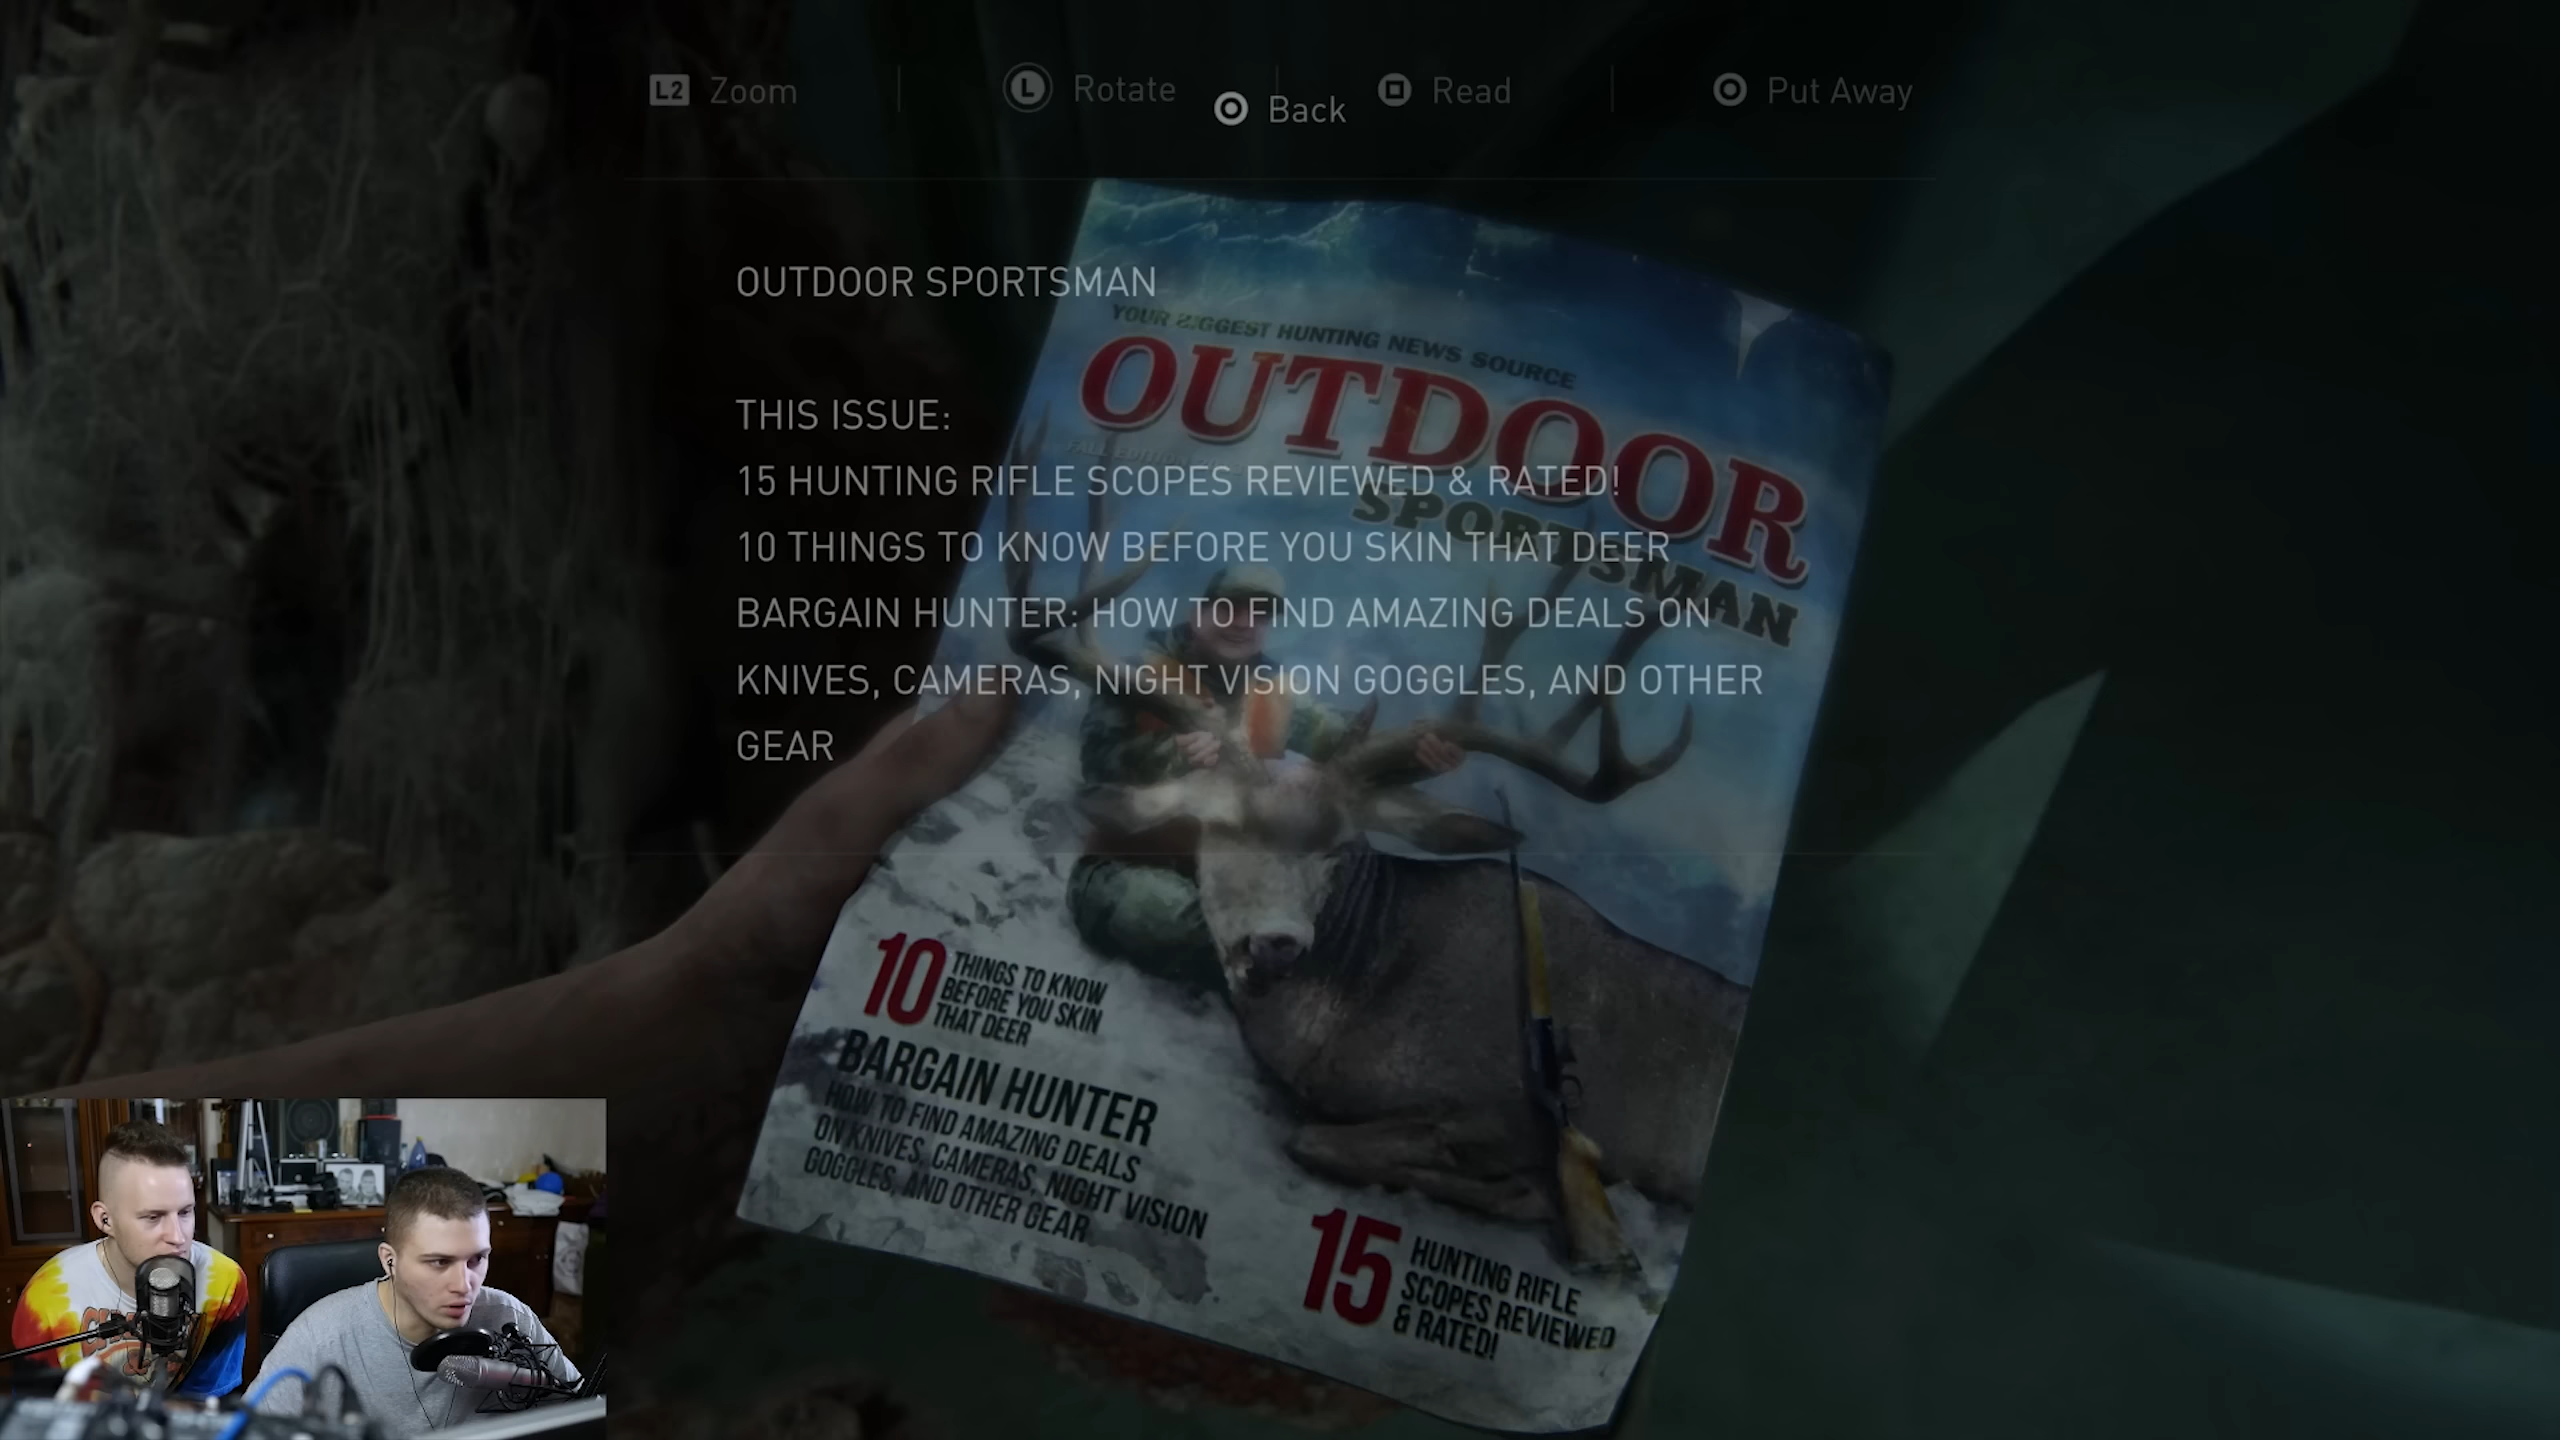 L2 Zoom
L Rotate
Back
Read
Put Away
OUTDOOR SPORTSMAN
THIS ISSUE:
15 HUNTING RIFLE SCOPES REVIEWED & RATED!
10 THINGS TO KNOW BEFORE YOU SKIN THAT DEER
BARGAIN HUNTER: HOW TO FIND AMAZING DEALS ON
KNIVES, CAMERAS, NIGHT VISION GOGGLES, AND OTHER
GEAR
YOUR BIGGEST HUNTING NEWS SOURCE
OUTDOOR
FALL EDITION
SPORTSMAN
10 THINGS TO KNOW
BEFORE YOU SKIN
THAT DEER
BARGAIN HUNTER
HOW TO FIND AMAZING DEALS
ON KNIVES, CAMERAS, NIGHT VISION
GOGGLES, AND OTHER GEAR
15 HUNTING RIFLE
SCOPES REVIEWED
& RATED!